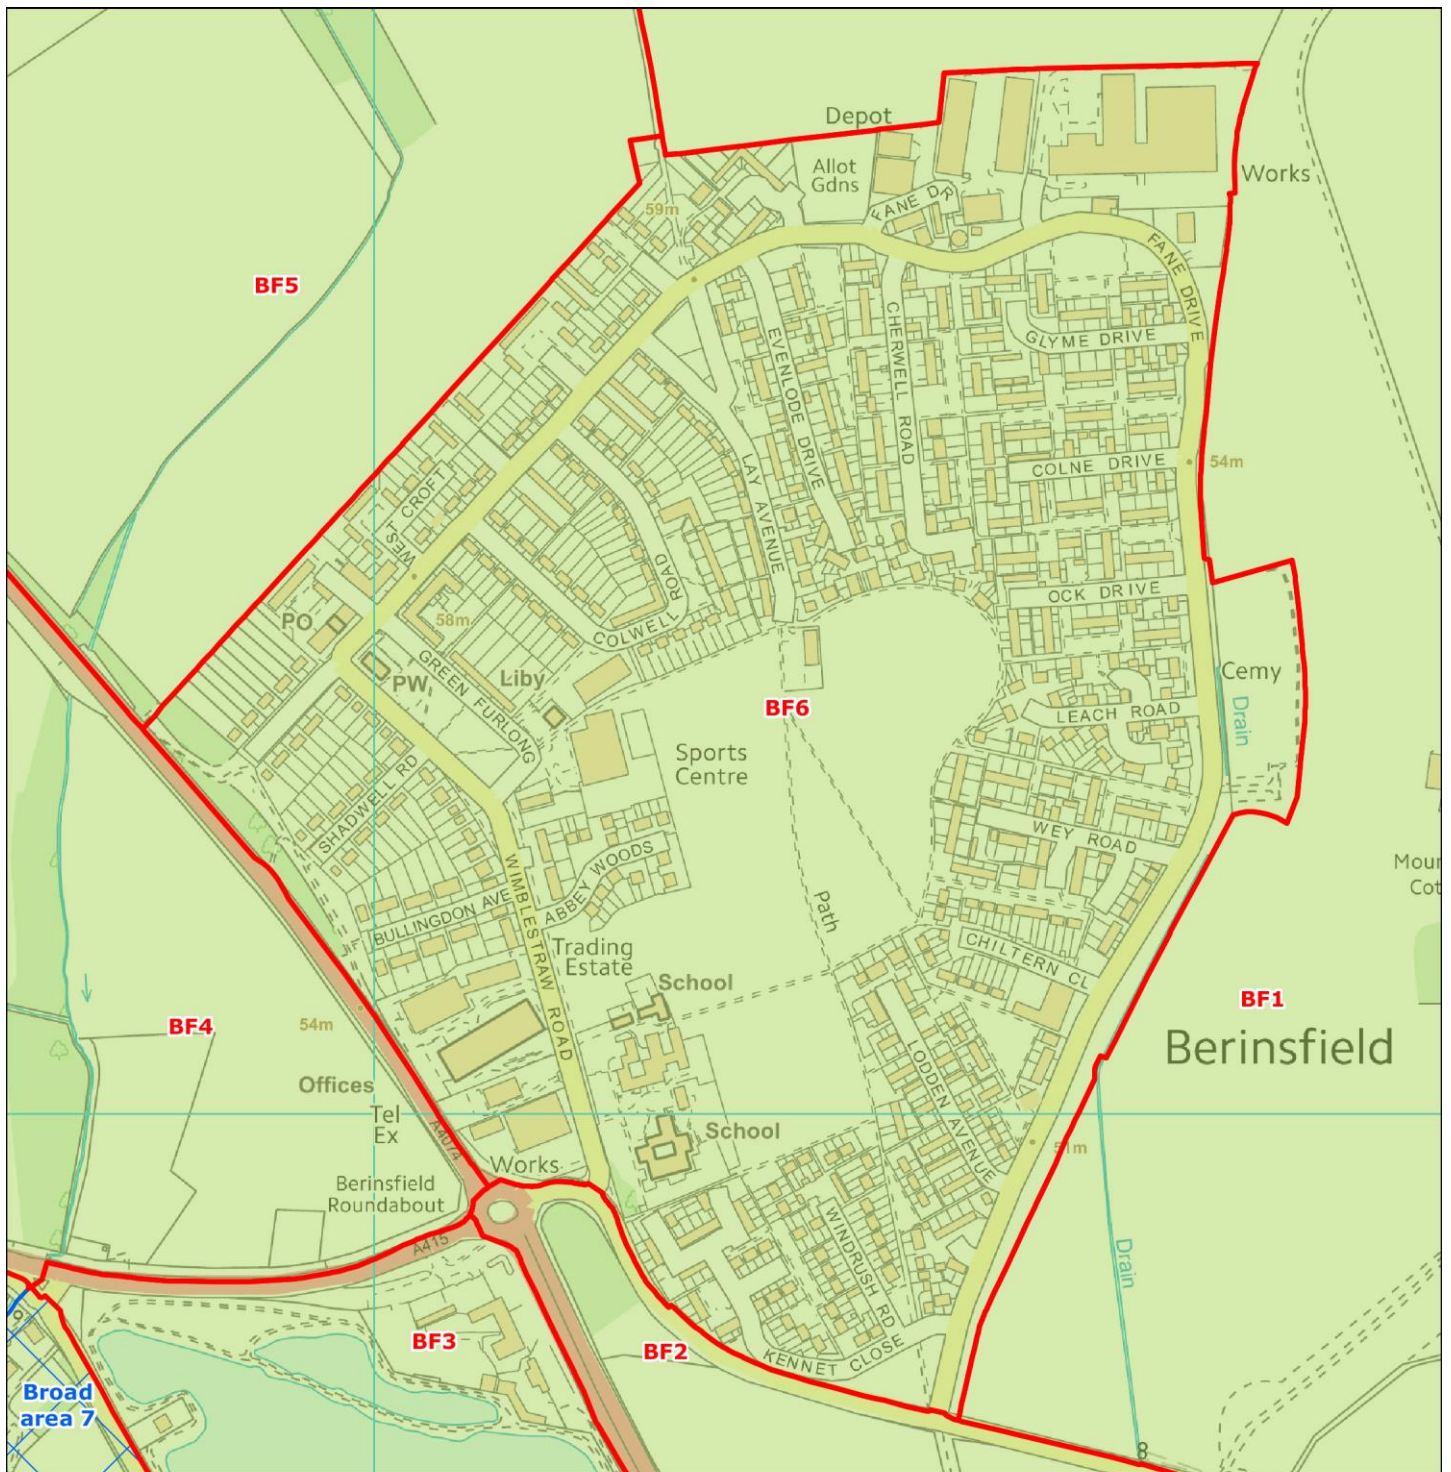 Depot
Allot
Gdns
Works
FANE DR
59m
FANE DRIVE
BF5
CHERWELL ROAD
EVENLODE DRIVE
GLYME DRIVE
LAY AVENUE
COLNE DRIVE
54m
WEST CROFT
COLWELL ROAD
OCK DRIVE
PO
58m
GREEN FURLONG
PW
Liby
Cemy
BF6
LEACH ROAD
Drain
Sports
Centre
SHADWELL RD
WEY ROAD
WIMBLESTRAW ROAD
ABBEY WOODS
BULLINGDON AVE
Path
Mour
Cot
CHILTERN CL
Trading
Estate
School
BF1
BF4
54m
Berinsfield
LODDEN AVENUE
Offices
Tel
Ex
A4074
School
51m
Works
Berinsfield
Roundabout
A415
WINDRUSH RD
Drain
BF3
BF2
KENNET CLOSE
Broad
area 7
8